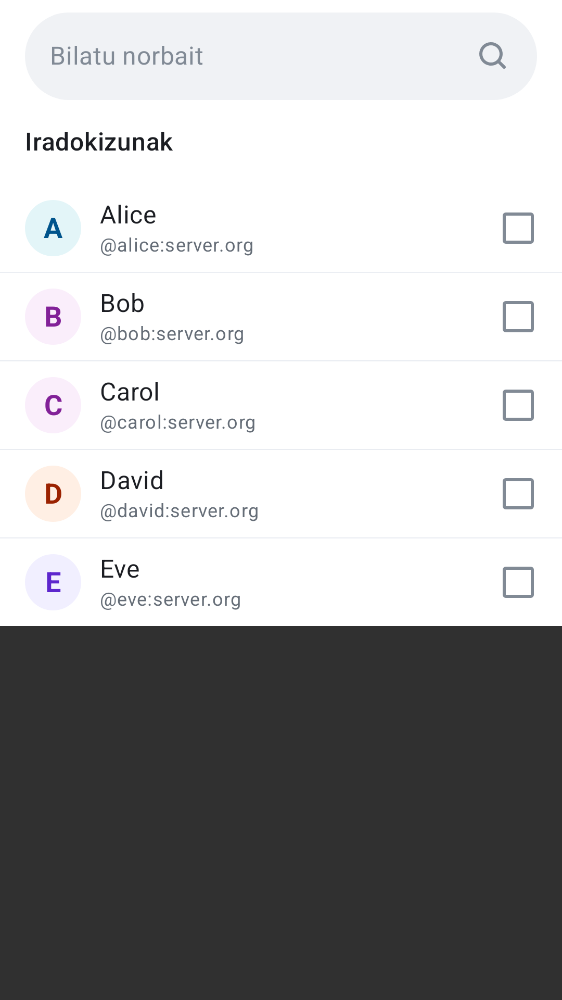 Bilatu norbait
Iradokizunak
A
Alice
@alice:server.org
B
Bob
@bob:server.org
C
Carol
@carol:server.org
D
David
@david:server.org
E
Eve
@eve:server.org